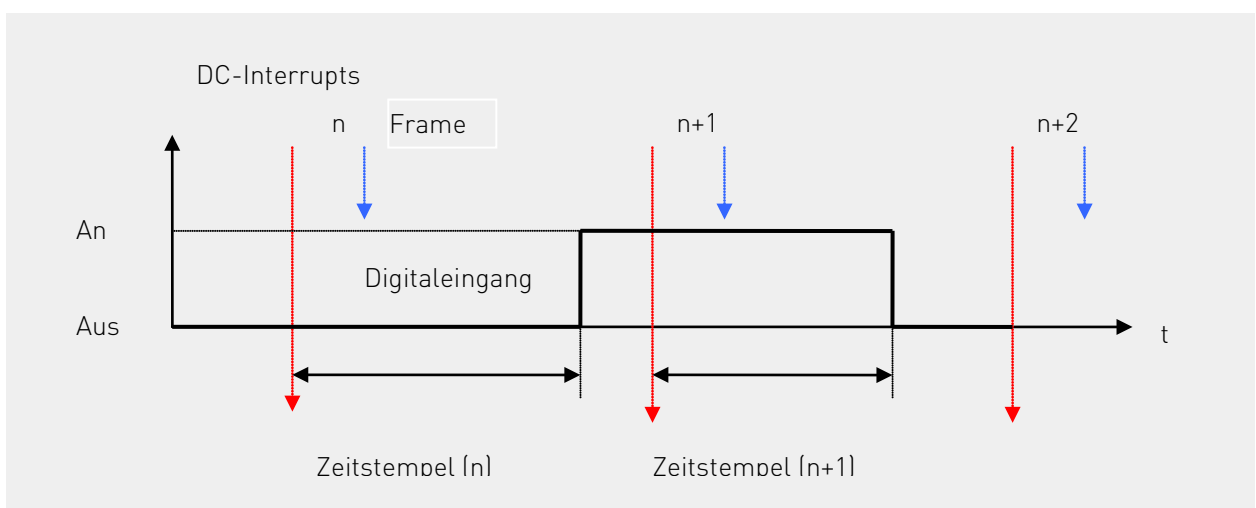 DC-Interrupts
n Frame n+1 n+2
An
Digitaleingang
Aus
t
Zeitstempel (n) Zeitstempel (n+1)